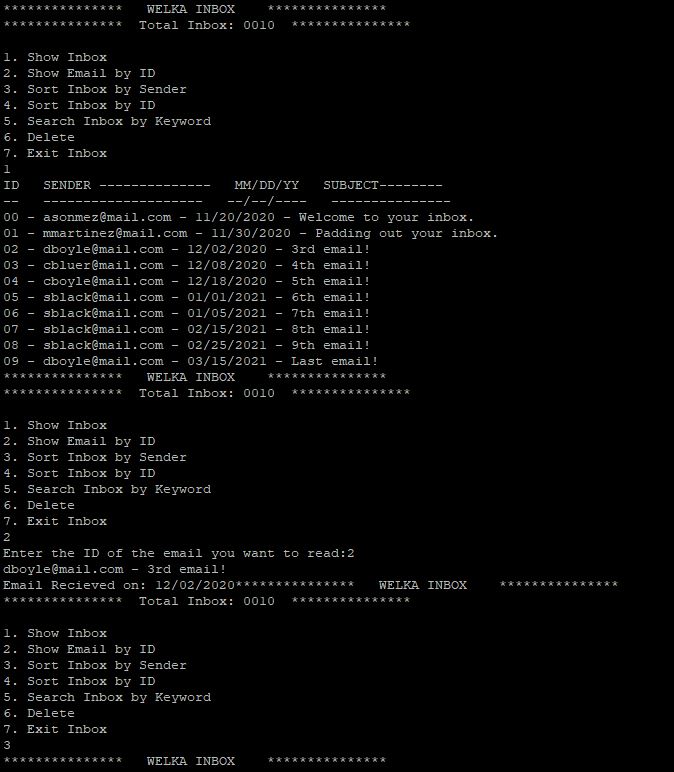 ***************   WELKA INBOX    ***************
***************  Total Inbox: 0010  ***************
1. Show Inbox
2. Show Email by ID
3. Sort Inbox by Sender
4. Sort Inbox by ID
5. Search Inbox by Keyword
6. Delete
7. Exit Inbox
1
ID   SENDER --------------   MM/DD/YY   SUBJECT--------
--   --------------------   --/--/----   ---------------
00 - asonmez@mail.com - 11/20/2020 - Welcome to your inbox.
01 - mmartinez@mail.com - 11/30/2020 - Padding out your inbox.
02 - dboyle@mail.com - 12/02/2020 - 3rd email!
03 - cbluer@mail.com - 12/08/2020 - 4th email!
04 - cboyle@mail.com - 12/18/2020 - 5th email!
05 - sblack@mail.com - 01/01/2021 - 6th email!
06 - sblack@mail.com - 01/05/2021 - 7th email!
07 - sblack@mail.com - 02/15/2021 - 8th email!
08 - sblack@mail.com - 02/25/2021 - 9th email!
09 - dboyle@mail.com - 03/15/2021 - Last email!
***************   WELKA INBOX    ***************
***************  Total Inbox: 0010  ***************
1. Show Inbox
2. Show Email by ID
3. Sort Inbox by Sender
4. Sort Inbox by ID
5. Search Inbox by Keyword
6. Delete
7. Exit Inbox
2
Enter the ID of the email you want to read:2
dboyle@mail.com - 3rd email!
Email Recieved on: 12/02/2020***************   WELKA INBOX    ***************
***************  Total Inbox: 0010  ***************
1. Show Inbox
2. Show Email by ID
3. Sort Inbox by Sender
4. Sort Inbox by ID
5. Search Inbox by Keyword
6. Delete
7. Exit Inbox
3
***************   WELKA INBOX    ***************